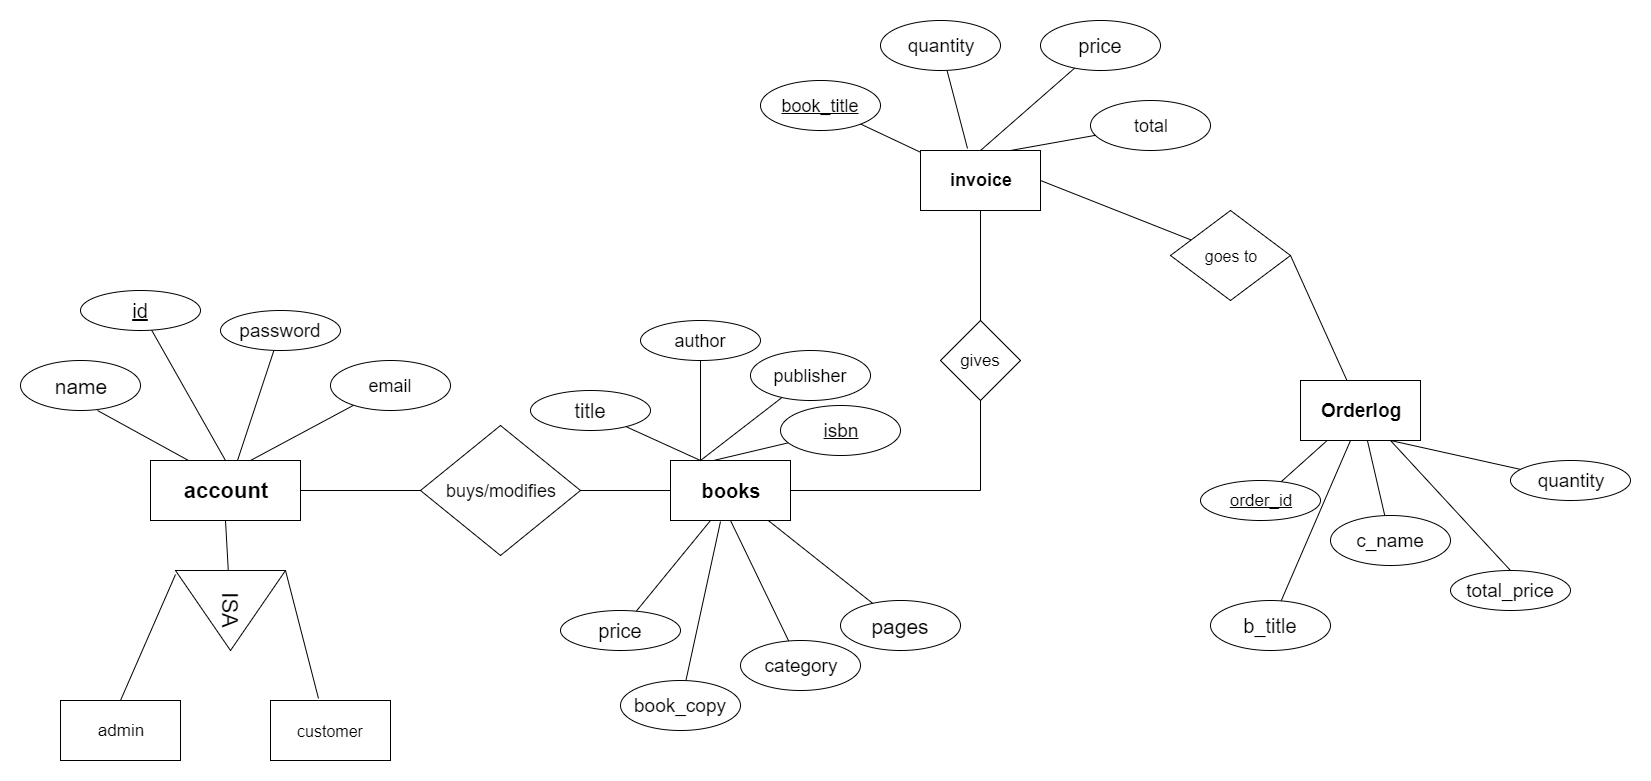 quantity
price
book_title
total
invoice
goes to
id
password
name
email
author
publisher
title
isbn
gives
Orderlog
account
buys/modifies
books
quantity
order_id
c_name
total_price
b_title
ISA
price
pages
category
book_copy
admin
customer